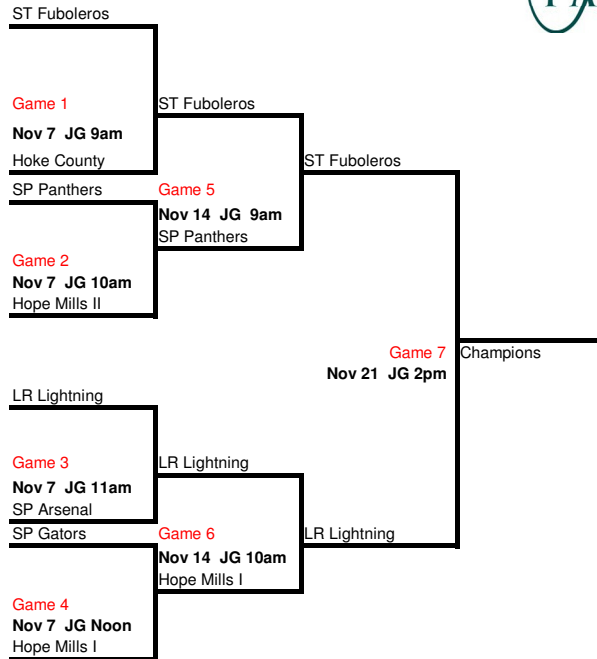 ST Fuboleros
Game 1
Nov 7 JG 9am
Hoke County
SP Panthers
Game 2
Nov 7 JG 10am
Hope Mills II
LR Lightning
Game 3
Nov 7 JG 11am
SP Arsenal
SP Gators
Game 4
Nov 7 JG Noon
Hope Mills I
ST Fuboleros
Game 5
Nov 14 JG 9am
SP Panthers
LR Lightning
Game 6
Nov 14 JG 10am
Hope Mills I
ST Fuboleros
Game 7
Nov 21 JG 2pm
LR Lightning
Champions